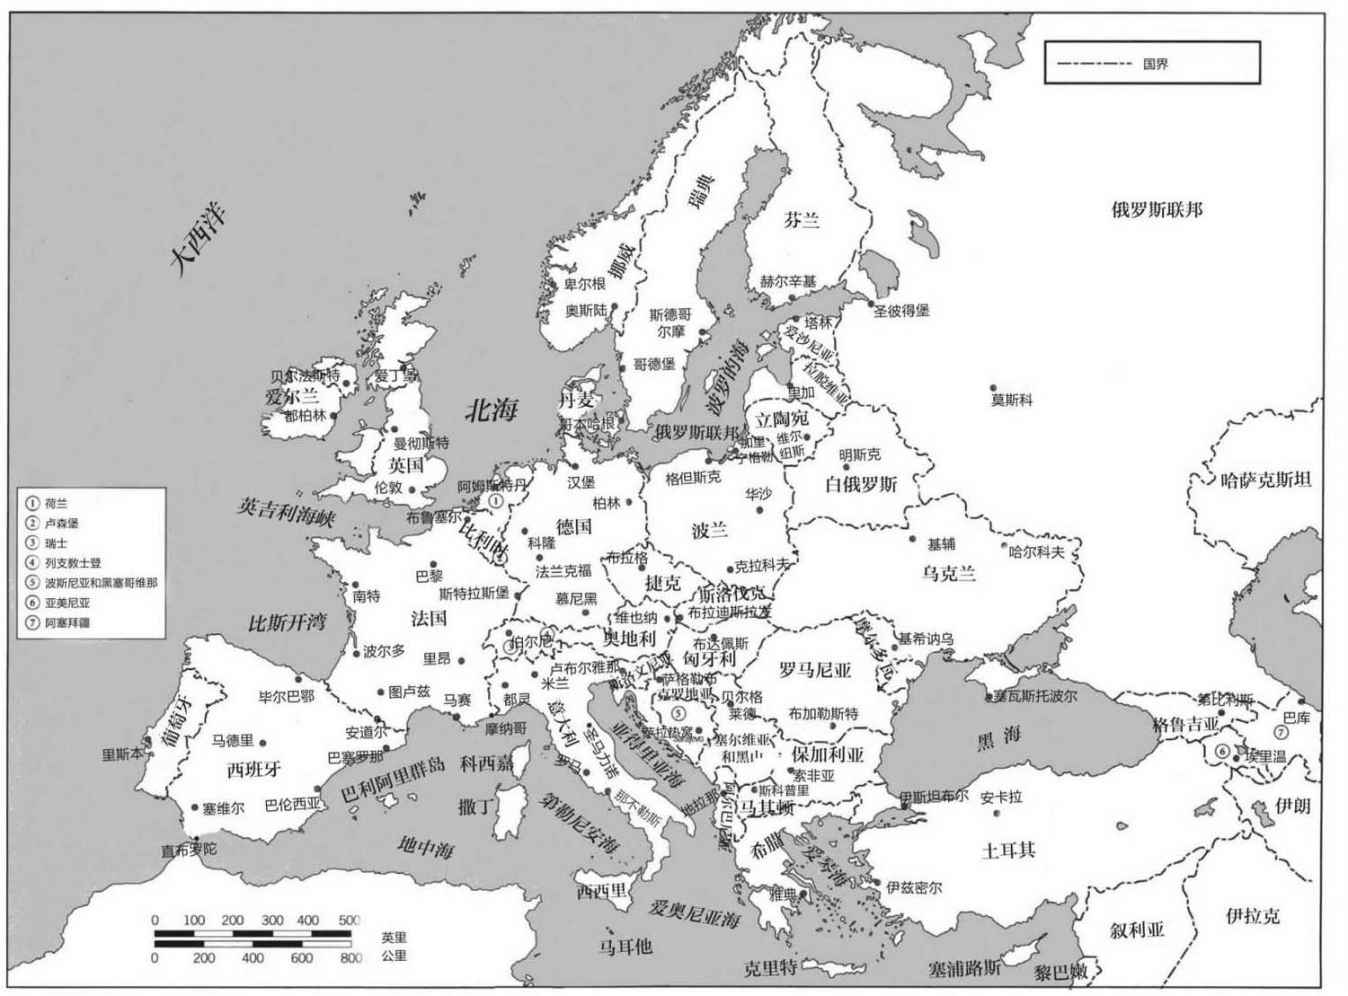 国界
大西洋
俄罗斯联邦
瑞典
芬兰
挪威
卑尔根
奥斯陆
赫尔辛基
圣彼得堡
斯德哥
尔摩
塔林
爱沙尼亚
哥德堡
波罗的海
拉脱维亚
里加
莫斯科
贝尔法斯特
爱丁堡
爱尔兰
都柏林
北海
丹麦
哥本哈根
俄罗斯联邦
立陶宛
加里
宁格勒
维尔
纽斯
曼彻斯特
英国
伦敦
明斯克
白俄罗斯
哈萨克斯坦
①荷兰
②卢森堡
③瑞士
④列支敦士登
⑤波斯尼亚和黑塞哥维那
⑥亚美尼亚
⑦阿塞拜疆
英吉利海峡
阿姆斯特丹
①
布鲁塞尔
比利时
汉堡
柏林
德国
格但斯克
华沙
波兰
科隆
法兰克福
布拉格
捷克
克拉科夫
基辅
哈尔科夫
乌克兰
巴黎
南特
斯特拉斯堡
慕尼黑
斯洛伐克
法国
维也纳
布拉迪斯拉发
比斯开湾
奥地利
布达佩斯
匈牙利
基希讷乌
摩尔多瓦
波尔多
里昂
③
伯尔尼
卢布尔雅那
斯洛文尼亚
萨格勒布
罗马尼亚
毕尔巴鄂
图卢兹
马赛
都灵
米兰
克罗地亚
贝尔格
莱德
布加勒斯特
塞瓦斯托波尔
第比利斯
巴库
⑦
葡萄牙
里斯本
安道尔
摩纳哥
意大利
圣马力诺
⑤
萨拉热窝
亚得里亚海
塞尔维亚
和黑山
保加利亚
黑海
格鲁吉亚
⑥
埃里温
马德里
西班牙
巴塞罗那
科西嘉
罗马
索非亚
巴利阿里群岛
撒丁
塞维尔
巴伦西亚
第勒尼安海
那不勒斯
地拉那
阿尔巴尼亚
斯科普里
马其顿
伊斯坦布尔
安卡拉
伊朗
直布罗陀
地中海
希腊
爱琴海
土耳其
西西里
雅典
伊兹密尔
爱奥尼亚海
马耳他
克里特
塞浦路斯
黎巴嫩
叙利亚
伊拉克
0 100 200 300 400 500
英里
0 200 400 600 800
公里